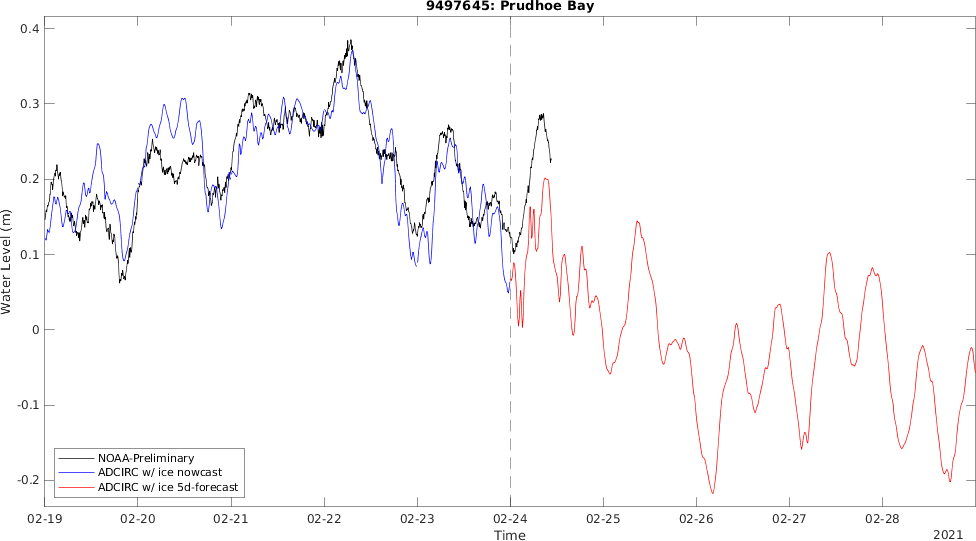 9497645: Prudhoe Bay
Water Level (m)
0.4
0.3
0.2
0.1
0
-0.1
-0.2
NOAA-Preliminary
ADCIRC w/ ice nowcast
ADCIRC w/ ice 5d-forecast
02-19 02-20 02-21 02-22 02-23 02-24 02-25 02-26 02-27 02-28
Time
2021